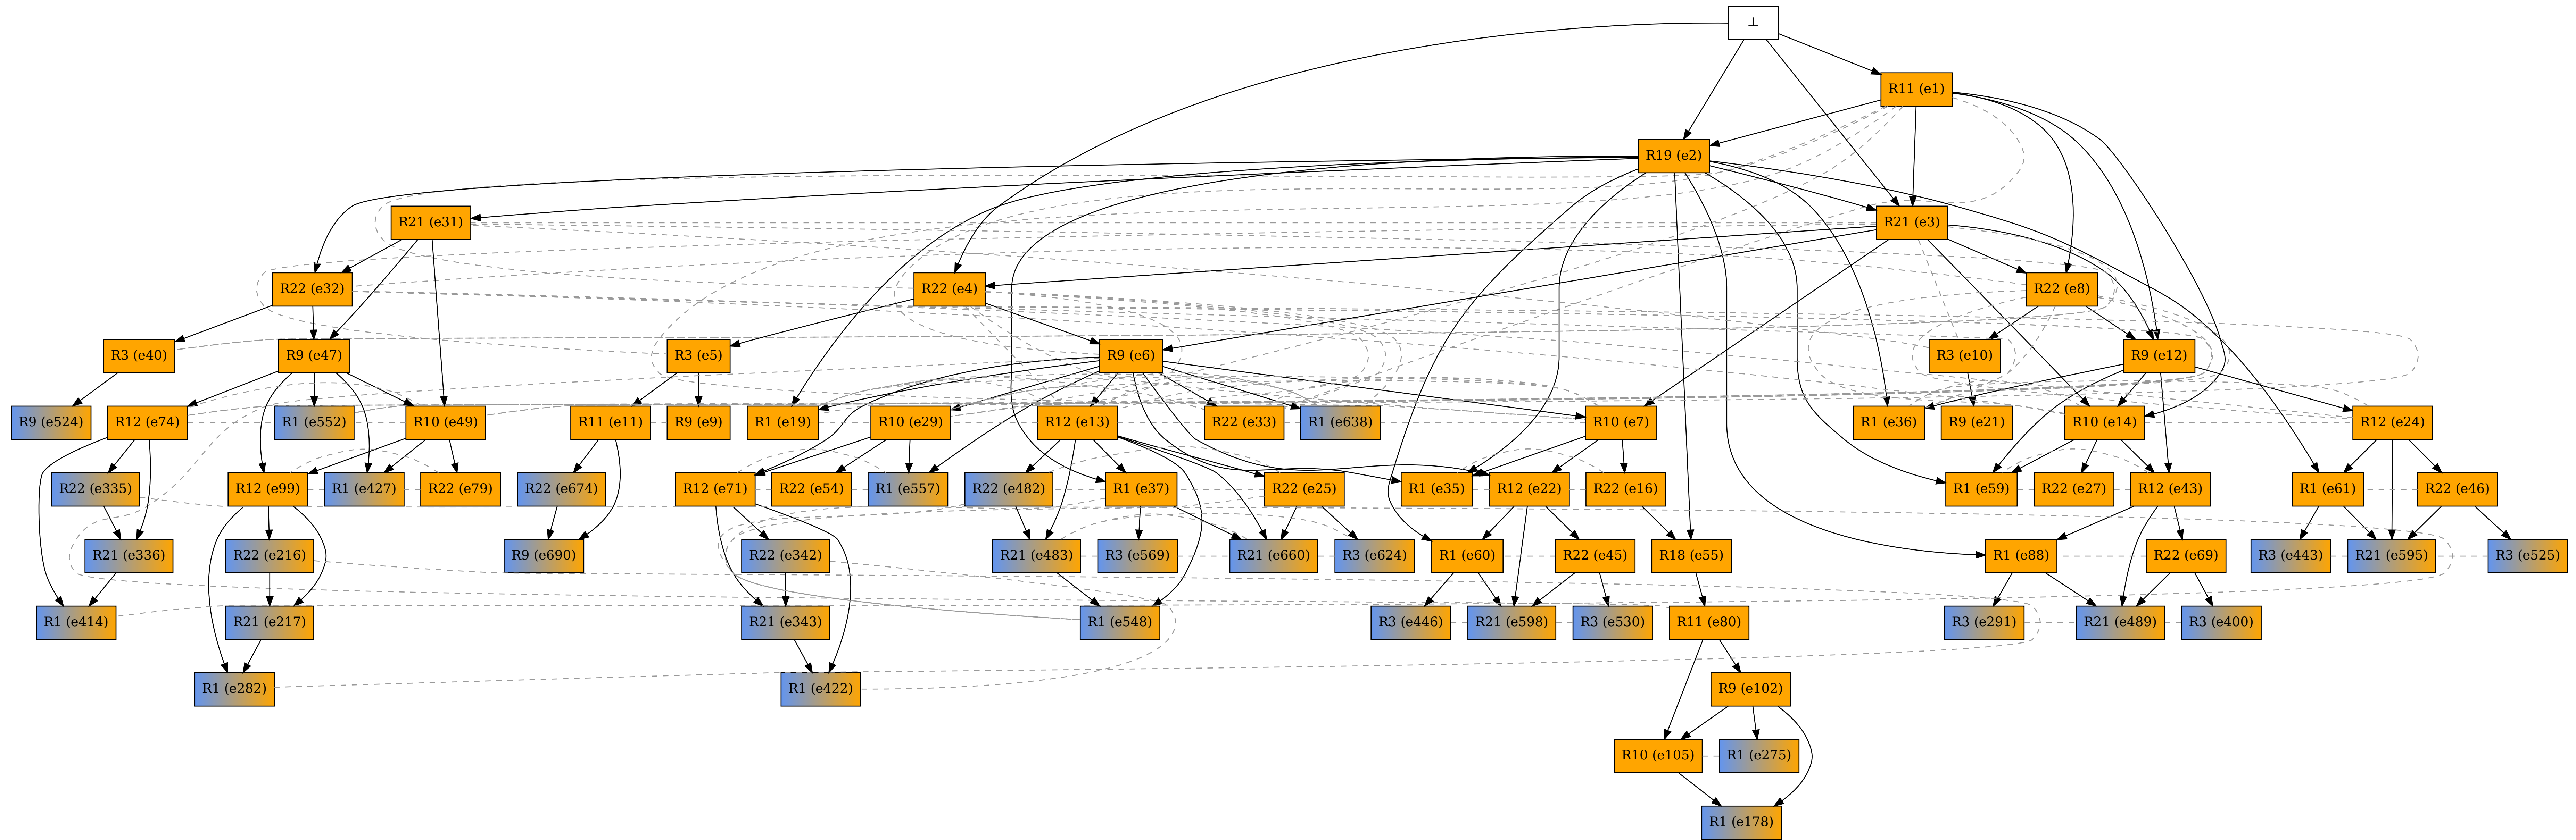 ⊥
R11 (e1)
R19 (e2)
R21 (e31)
R21 (e3)
R22 (e32)
R22 (e4)
R22 (e8)
R3 (e40)
R9 (e47)
R3 (e5)
R9 (e6)
R3 (e10)
R9 (e12)
R9 (e524)
R12 (e74)
R1 (e552)
R10 (e49)
R11 (e11)
R9 (e9)
R1 (e19)
R10 (e29)
R12 (e13)
R22 (e33)
R1 (e638)
R10 (e7)
R1 (e36)
R9 (e21)
R10 (e14)
R12 (e24)
R22 (e335)
R12 (e99)
R1 (e427)
R22 (e79)
R22 (e674)
R12 (e71)
R22 (e54)
R1 (e557)
R22 (e482)
R1 (e37)
R22 (e25)
R1 (e35)
R12 (e22)
R22 (e16)
R1 (e59)
R22 (e27)
R12 (e43)
R1 (e61)
R22 (e46)
R21 (e336)
R22 (e216)
R9 (e690)
R22 (e342)
R21 (e483)
R3 (e569)
R21 (e660)
R3 (e624)
R1 (e60)
R22 (e45)
R18 (e55)
R1 (e88)
R22 (e69)
R3 (e443)
R21 (e595)
R3 (e525)
R1 (e414)
R21 (e217)
R21 (e343)
R1 (e548)
R3 (e446)
R21 (e598)
R3 (e530)
R11 (e80)
R3 (e291)
R21 (e489)
R3 (e400)
R1 (e282)
R1 (e422)
R9 (e102)
R10 (e105)
R1 (e275)
R1 (e178)